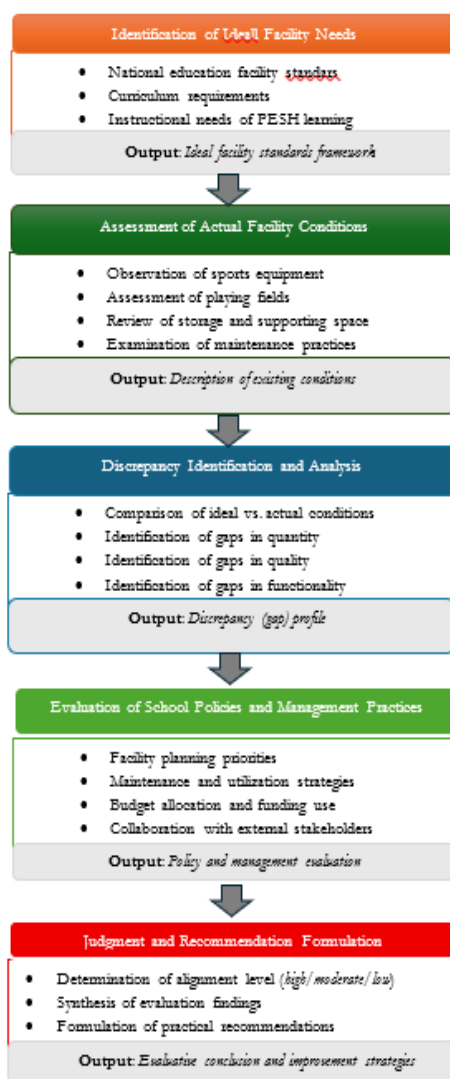 Identification of Ideall Facility Needs
• National education facility standars
• Curriculum requirements
• Instructional needs of PESH learning
Output: Ideal facility standards framework
Assessment of Actual Facility Conditions
• Observation of sports equipment
• Assessment of playing fields
• Review of storage and supporting space
• Examination of maintenance practices
Output: Description of existing conditions
Discrepancy Identification and Analysis
• Comparison of ideal vs. actual conditions
• Identification of gaps in quantity
• Identification of gaps in quality
• Identification of gaps in functionality
Output: Discrepancy (gap) profile
Evaluation of School Policies and Management Practices
• Facility planning priorities
• Maintenance and utilization strategies
• Budget allocation and funding use
• Collaboration with external stakeholders
Output: Policy and management evaluation
Judgment and Recommendation Formulation
• Determination of alignment level (high/moderate/low)
• Synthesis of evaluation findings
• Formulation of practical recommendations
Output: Evaluative conclusion and improvement strategies